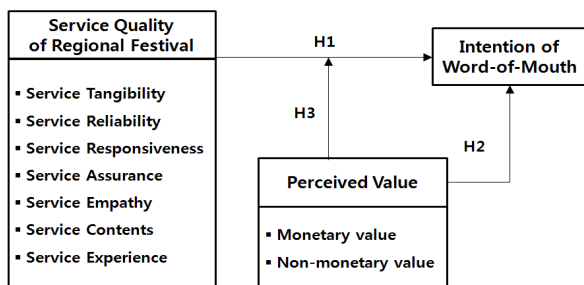 Service Quality
of Regional Festival
▪ Service Tangibility
▪ Service Reliability
▪ Service Responsiveness
▪ Service Assurance
▪ Service Empathy
▪ Service Contents
▪ Service Experience
H1
H3
H2
Intention of
Word-of-Mouth
Perceived Value
▪ Monetary value
▪ Non-monetary value